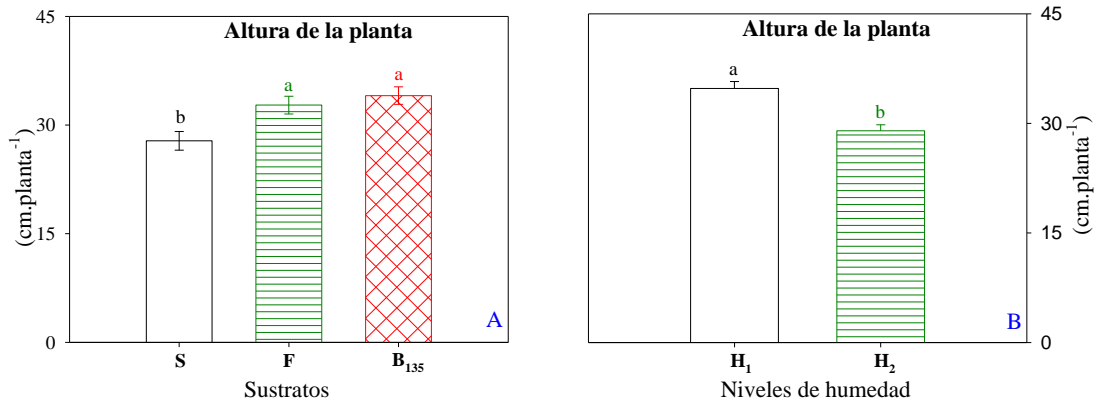 45
Altura de la planta
b
a
a
30
15
0
(cm.planta⁻¹)
A
S F B₁₃₅
Sustratos
Altura de la planta
a
b
45
30
15
0
(cm.planta⁻¹)
B
H₁ H₂
Niveles de humedad